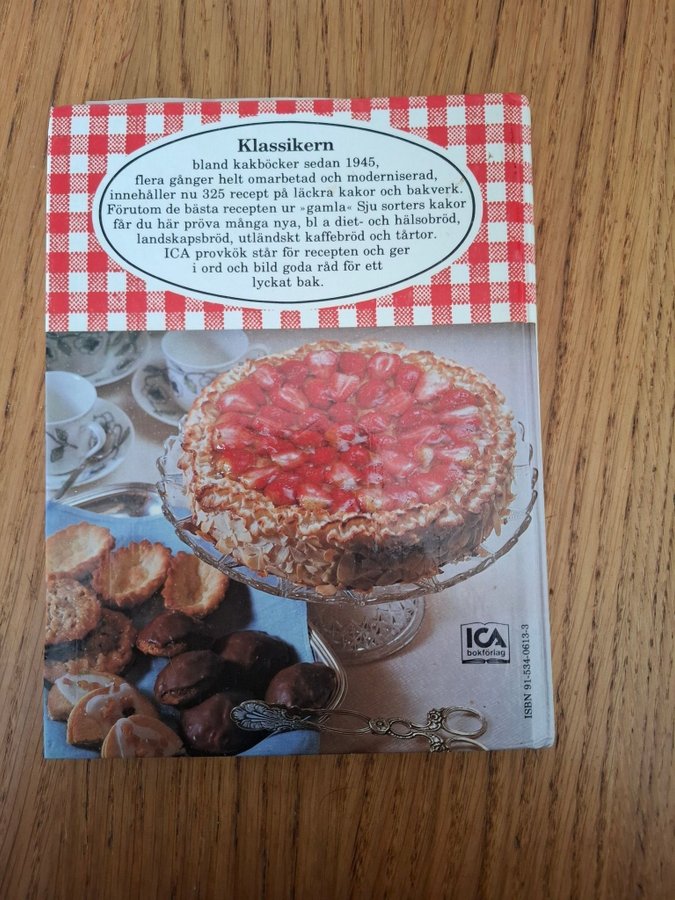 Klassikern
bland kakböcker sedan 1945,
flera gånger helt omarbetad och moderniserad,
innehåller nu 325 recept på läckra kakor och bakverk.
Förutom de bästa recepten ur »gamla« Sju sorters kakor
får du här pröva många nya, bl a diet- och hälsobröd,
landskapsbröd, utländskt kaffebröd och tårtor.
ICA provkök står för recepten och ger
i ord och bild goda råd för ett
lyckat bak.
ICA
bokförlag
ISBN 91-534-0613-3